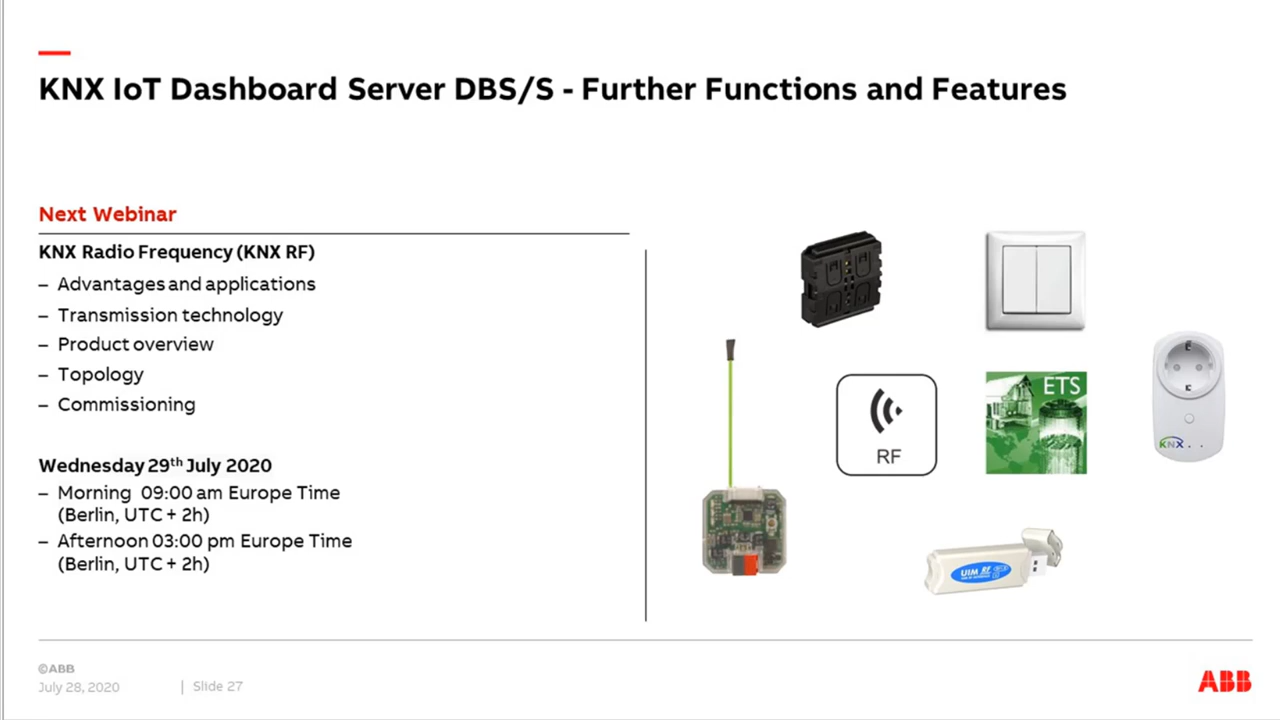 KNX IoT Dashboard Server DBS/S - Further Functions and Features
Next Webinar
KNX Radio Frequency (KNX RF)
– Advantages and applications
– Transmission technology
– Product overview
– Topology
– Commissioning
Wednesday 29th July 2020
– Morning 09:00 am Europe Time
(Berlin, UTC + 2h)
– Afternoon 03:00 pm Europe Time
(Berlin, UTC + 2h)
ETS
RF
KNX
UIM RF
©ABB
July 28, 2020 | Slide 27
ABB